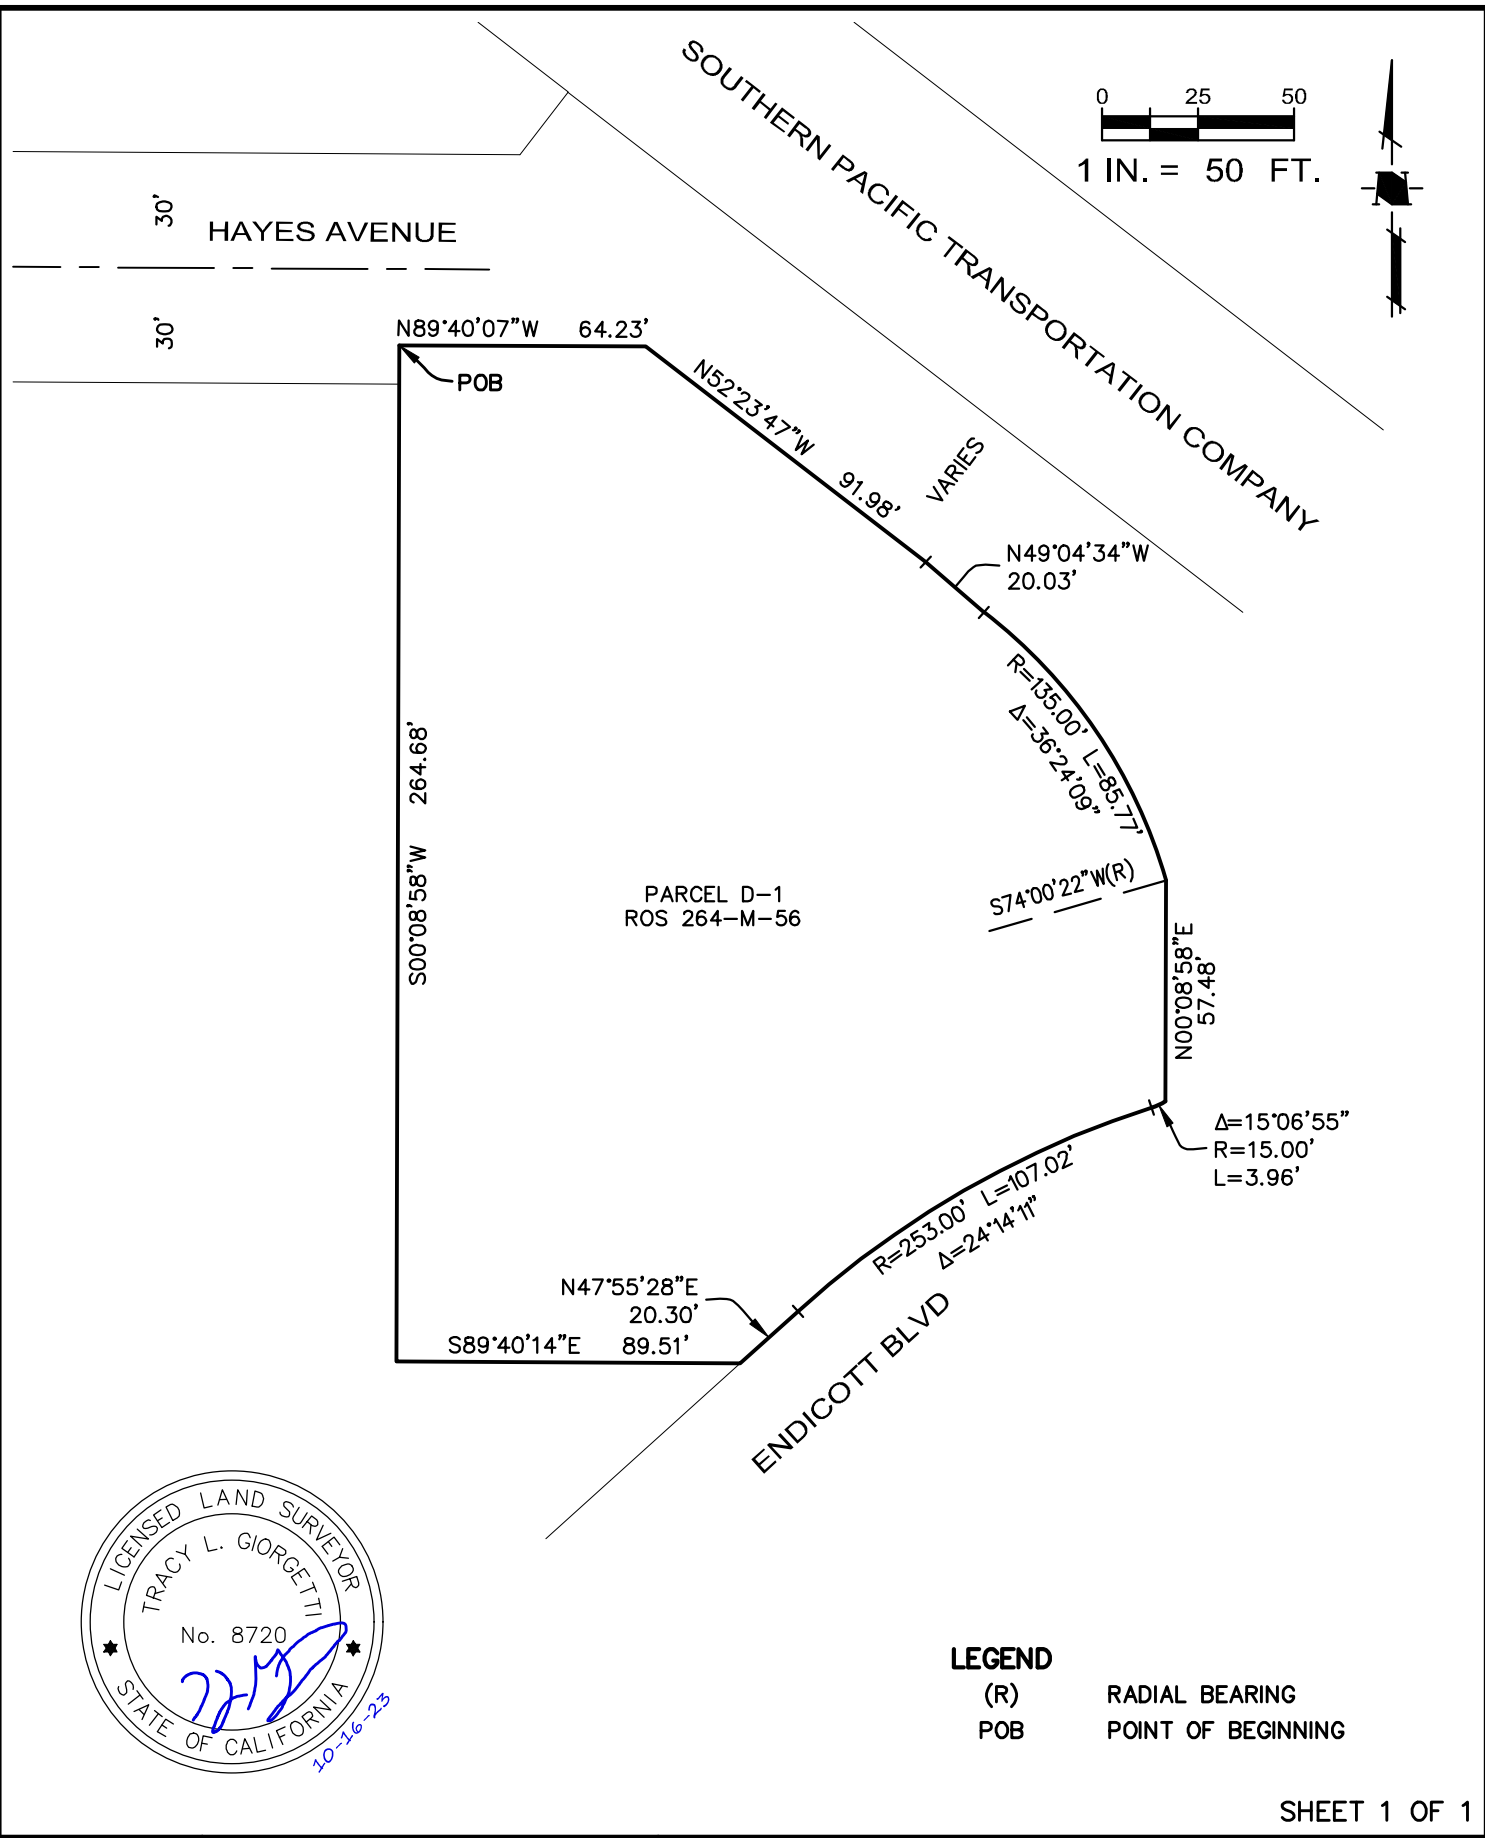 SOUTHERN PACIFIC TRANSPORTATION COMPANY
0 25 50
1 IN. = 50 FT.
30'
HAYES AVENUE
30'
N89°40'07"W 64.23'
POB
N52°23'47"W 91.98'
VARIES
N49°04'34"W
20.03'
R=135.00' L=85.77'
Δ=36°24'09"
S00°08'58"W 264.68'
PARCEL D-1
ROS 264-M-56
S74°00'22"W(R)
N00°08'58"E
57.48'
Δ=15°06'55"
R=15.00'
L=3.96'
R=253.00' L=107.02'
Δ=24°14'11"
N47°55'28"E
20.30'
S89°40'14"E 89.51'
ENDICOTT BLVD
LICENSED LAND SURVEYOR
TRACY L. GIORGETTI
No. 8720
STATE OF CALIFORNIA
10-16-23
LEGEND
(R) RADIAL BEARING
POB POINT OF BEGINNING
SHEET 1 OF 1